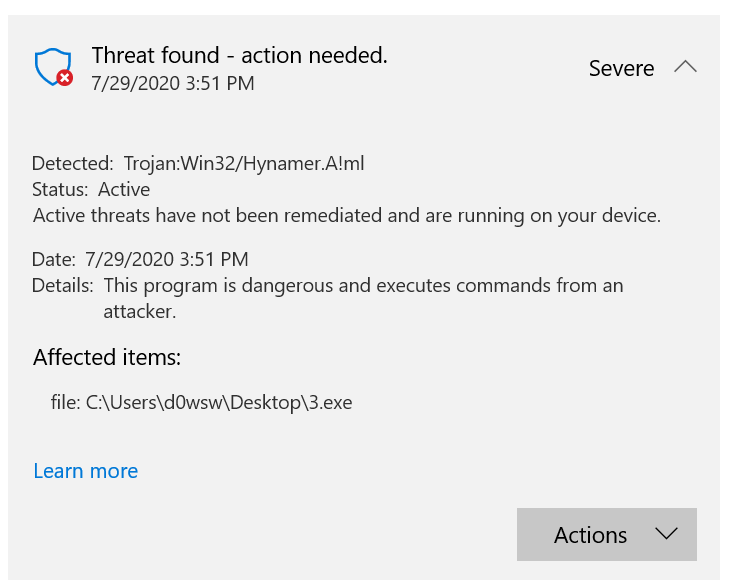 Threat found - action needed.
7/29/2020 3:51 PM
Severe
Detected: Trojan:Win32/Hynamer.A!ml
Status: Active
Active threats have not been remediated and are running on your device.
Date: 7/29/2020 3:51 PM
Details: This program is dangerous and executes commands from an
attacker.
Affected items:
file: C:\Users\d0wsw\Desktop\3.exe
Learn more
Actions